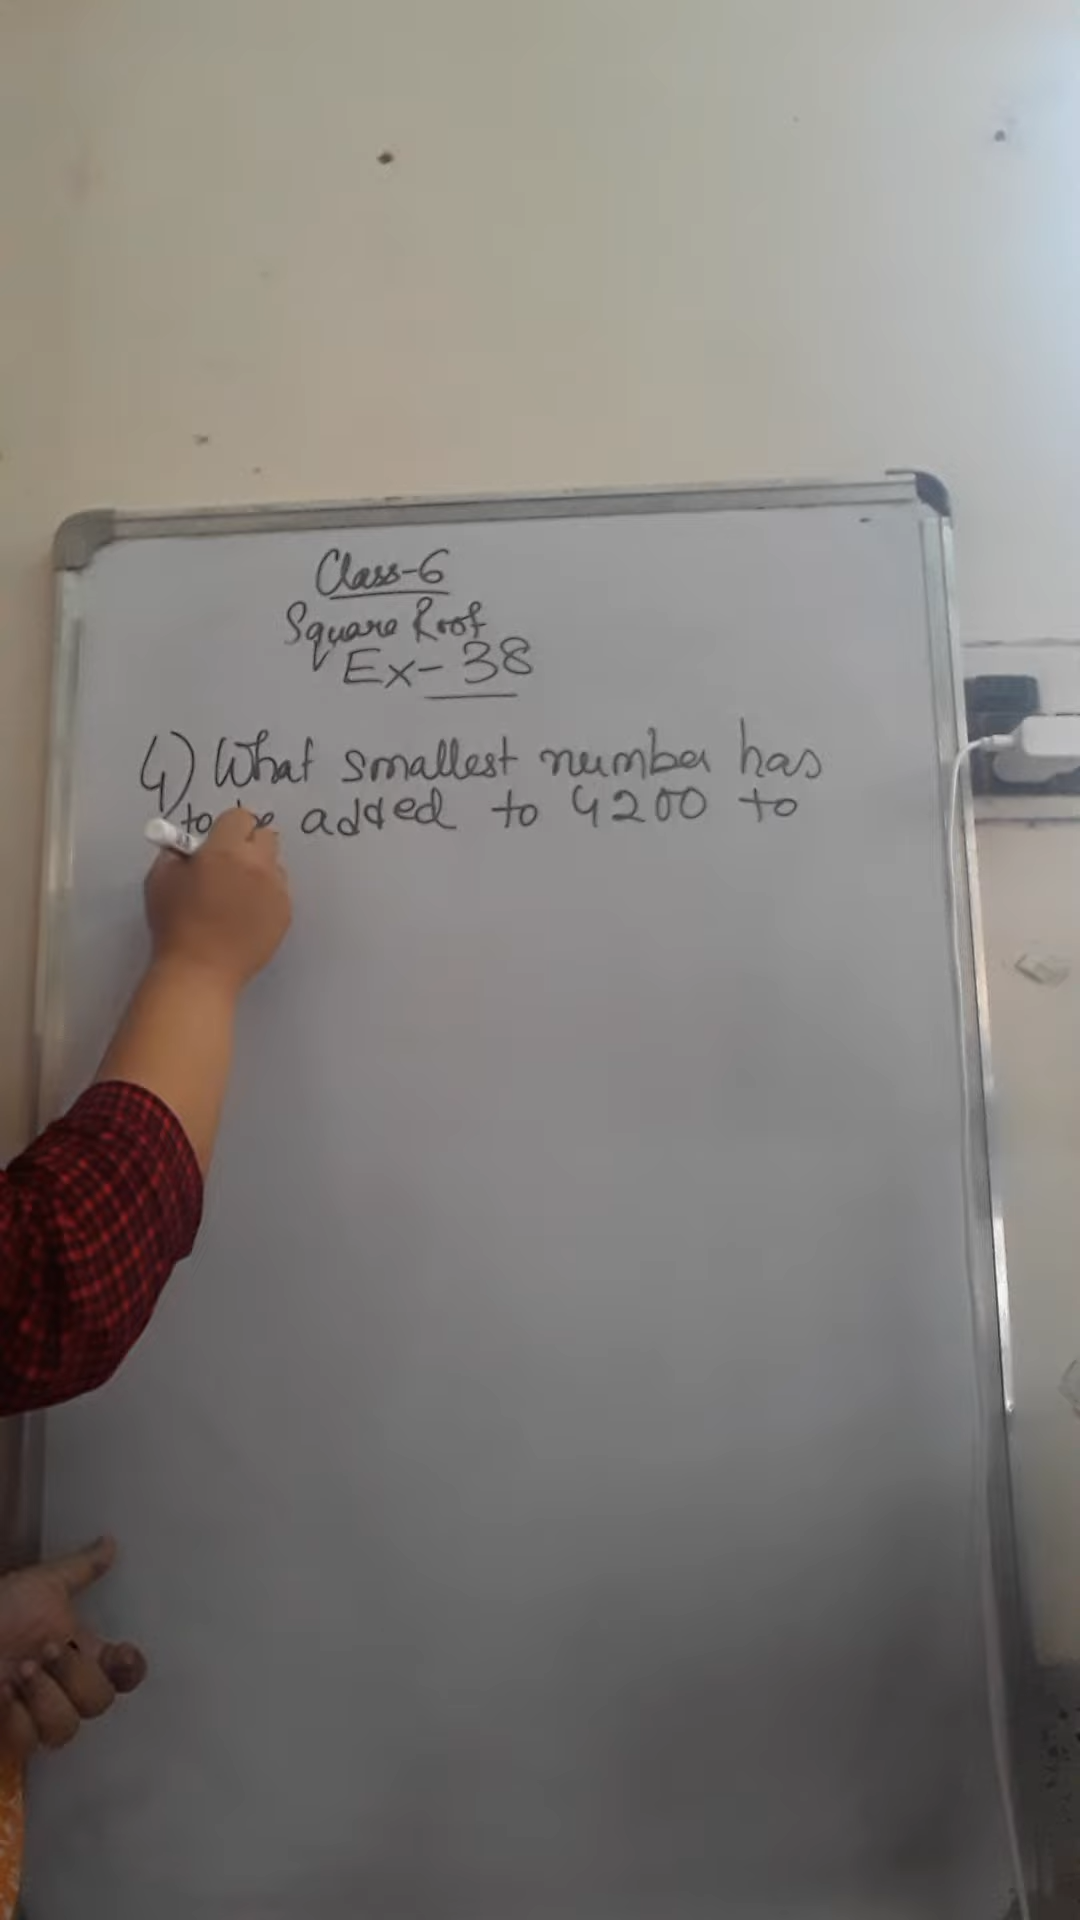 Class-6
Square Root
Ex-38
4) What smallest number has
to be added to 4200 to